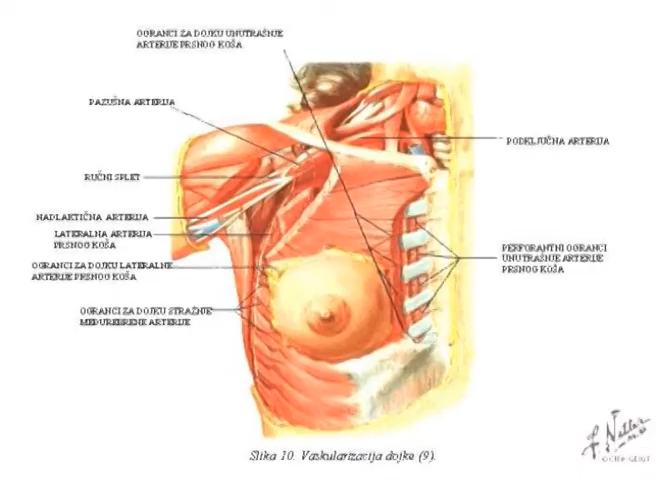 OGRANCI ZA DOJKU UNUTRAŠNJE
ARTERIJE PRSNOG KOŠA
PAZUŠNA ARTERIJA
PODKLJUČNA ARTERIJA
RUČNI SPLET
NADLAKTIČNA ARTERIJA
LATERALNA ARTERIJA
PRSNOG KOŠA
PERFORANTNI OGRANCI
UNUTRAŠNJE ARTERIJE
PRSNOG KOŠA
OGRANCI ZA DOJKU LATERALNE
ARTERIJE PRSNOG KOŠA
OGRANCI ZA DOJKU STRAŽNJE
MEĐUREBRENE ARTERIJE
Slika 10. Vaskularizacija dojke (9).
F. Netter
M.D.